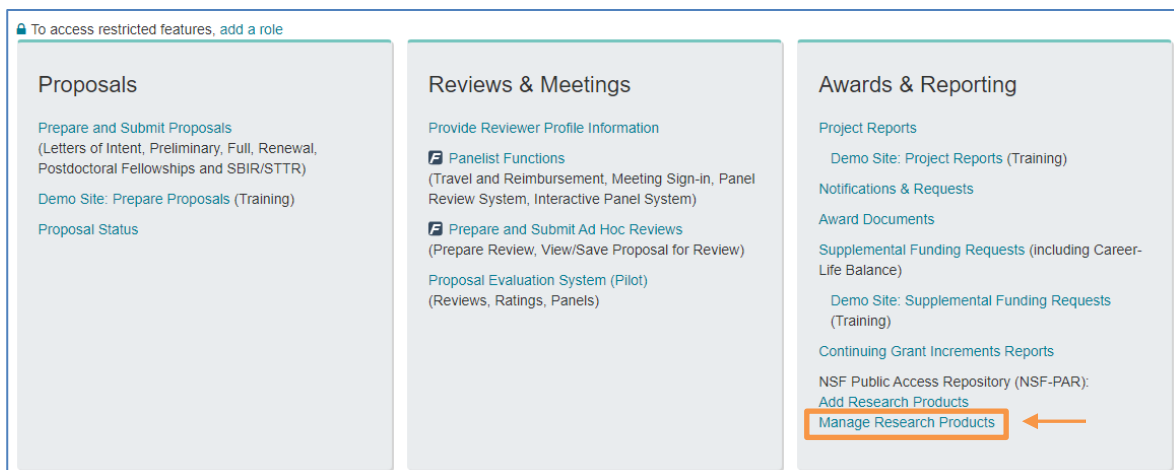 To access restricted features, add a role
Proposals
Prepare and Submit Proposals
(Letters of Intent, Preliminary, Full, Renewal,
Postdoctoral Fellowships and SBIR/STTR)
Demo Site: Prepare Proposals (Training)
Proposal Status
Reviews & Meetings
Provide Reviewer Profile Information
F Panelist Functions
(Travel and Reimbursement, Meeting Sign-in, Panel
Review System, Interactive Panel System)
F Prepare and Submit Ad Hoc Reviews
(Prepare Review, View/Save Proposal for Review)
Proposal Evaluation System (Pilot)
(Reviews, Ratings, Panels)
Awards & Reporting
Project Reports
Demo Site: Project Reports (Training)
Notifications & Requests
Award Documents
Supplemental Funding Requests (including Career-
Life Balance)
Demo Site: Supplemental Funding Requests
(Training)
Continuing Grant Increments Reports
NSF Public Access Repository (NSF-PAR):
Add Research Products
Manage Research Products